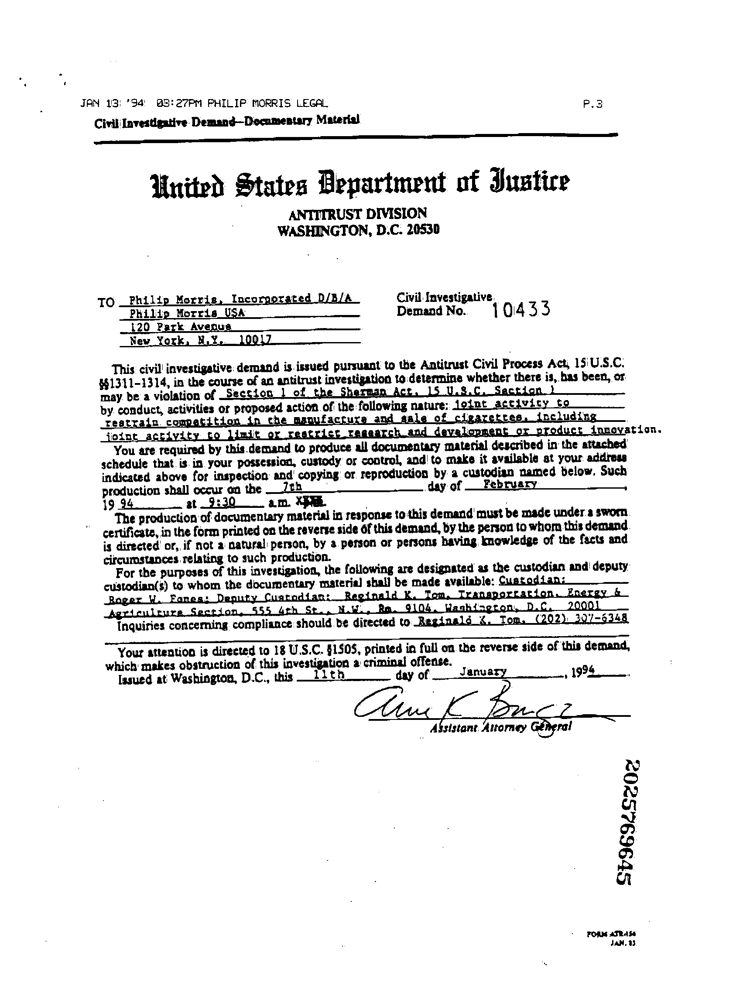 JAN 13 '94 03:27PM PHILIP MORRIS LEGAL P.3
Civil Investigative Demand—Documentary Material
United States Department of Justice
ANTITRUST DIVISION
WASHINGTON, D.C. 20530
TO Philip Morris, Incorporated D/B/A
Philip Morris USA
120 Park Avenue
New York, N.Y. 10017
Civil Investigative
Demand No. 10433
This civil investigative demand is issued pursuant to the Antitrust Civil Process Act, 15 U.S.C.
§§1311-1314, in the course of an antitrust investigation to determine whether there is, has been, or
may be a violation of Section 1 of the Sherman Act, 15 U.S.C. Section 1
by conduct, activities or proposed action of the following nature: joint activity to
restrain competition in the manufacture and sale of cigarettes, including
joint activity to limit or restrict research and development or product innovation.
You are required by this demand to produce all documentary material described in the attached
schedule that is in your possession, custody or control, and to make it available at your address
indicated above for inspection and copying or reproduction by a custodian named below. Such
production shall occur on the 7th day of February
19 94 at 9:30 a.m.
The production of documentary material in response to this demand must be made under a sworn
certificate, in the form printed on the reverse side of this demand, by the person to whom this demand
is directed or, if not a natural person, by a person or persons having knowledge of the facts and
circumstances relating to such production.
For the purposes of this investigation, the following are designated as the custodian and deputy
custodian(s) to whom the documentary material shall be made available: Custodian:
Roger W. Fones; Deputy Custodian: Reginald K. Tom, Transportation, Energy &
Agriculture Section, 555 4th St., N.W., Rm. 9104, Washington, D.C. 20001
Inquiries concerning compliance should be directed to Reginald K. Tom, (202) 307-6348
Your attention is directed to 18 U.S.C. §1505, printed in full on the reverse side of this demand,
which makes obstruction of this investigation a criminal offense.
Issued at Washington, D.C., this 11th day of January, 1994
Anne K Bingaman
Assistant Attorney General
2025769645
FORM ATR-154
JAN. 83